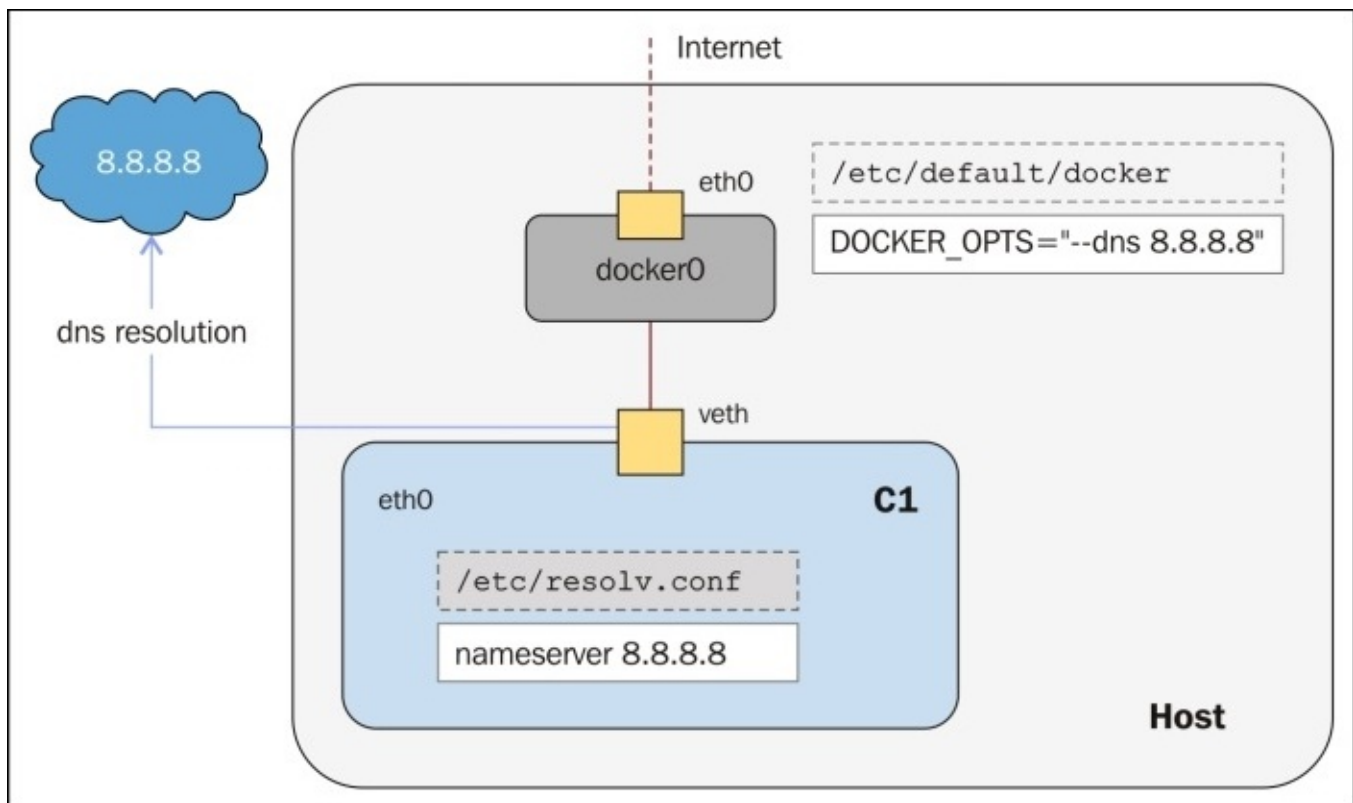 Internet
8.8.8.8
eth0
/etc/default/docker
DOCKER_OPTS="--dns 8.8.8.8"
docker0
dns resolution
veth
eth0
C1
/etc/resolv.conf
nameserver 8.8.8.8
Host